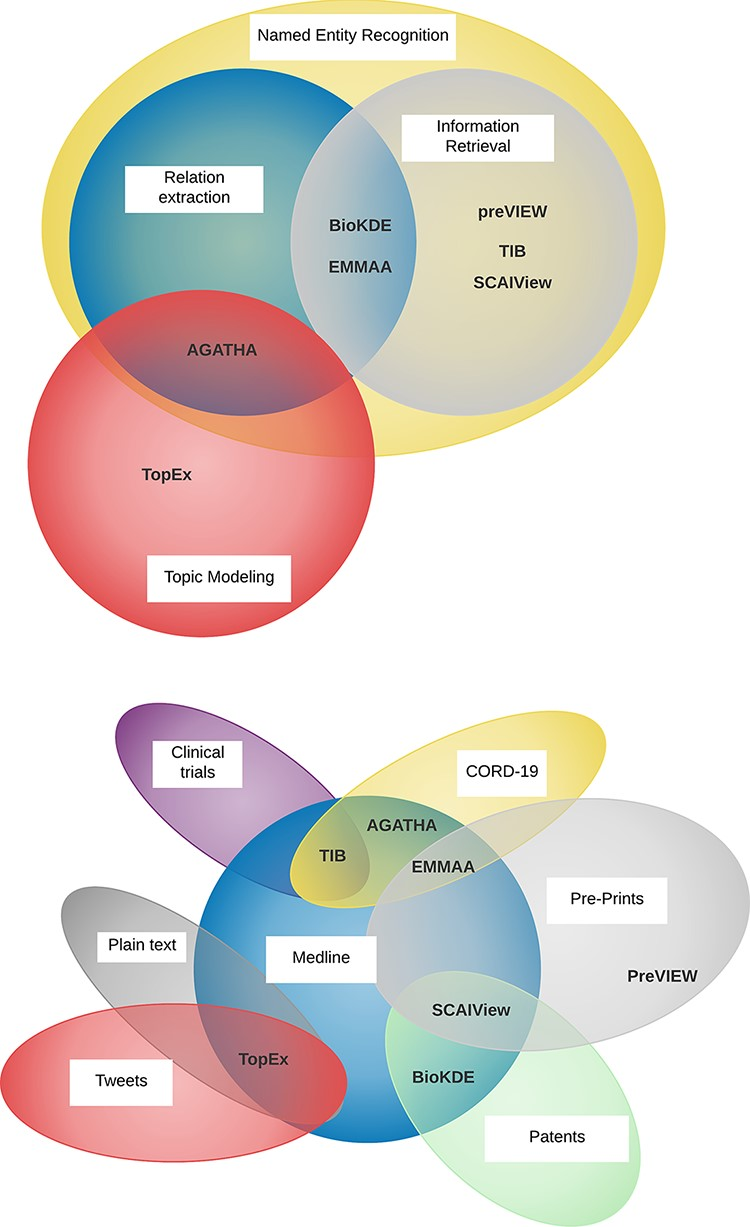 Named Entity Recognition
Information
Retrieval
Relation
extraction
preVIEW
BioKDE
TIB
EMMAA
SCAIView
AGATHA
TopEx
Topic Modeling
Clinical
trials
CORD-19
AGATHA
TIB
EMMAA
Pre-Prints
Plain text
Medline
PreVIEW
SCAIView
TopEx
Tweets
BioKDE
Patents